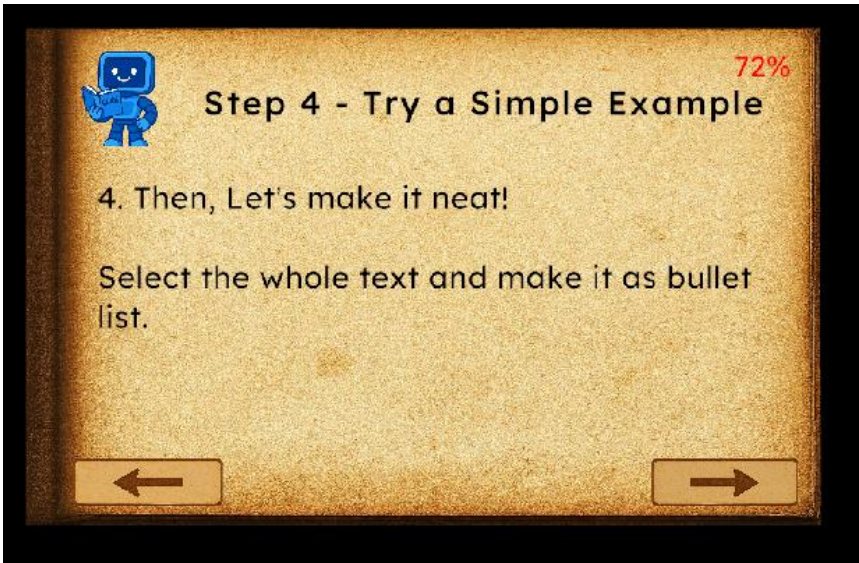 72%
Step 4 - Try a Simple Example
4. Then, Let's make it neat!
Select the whole text and make it as bullet
list.